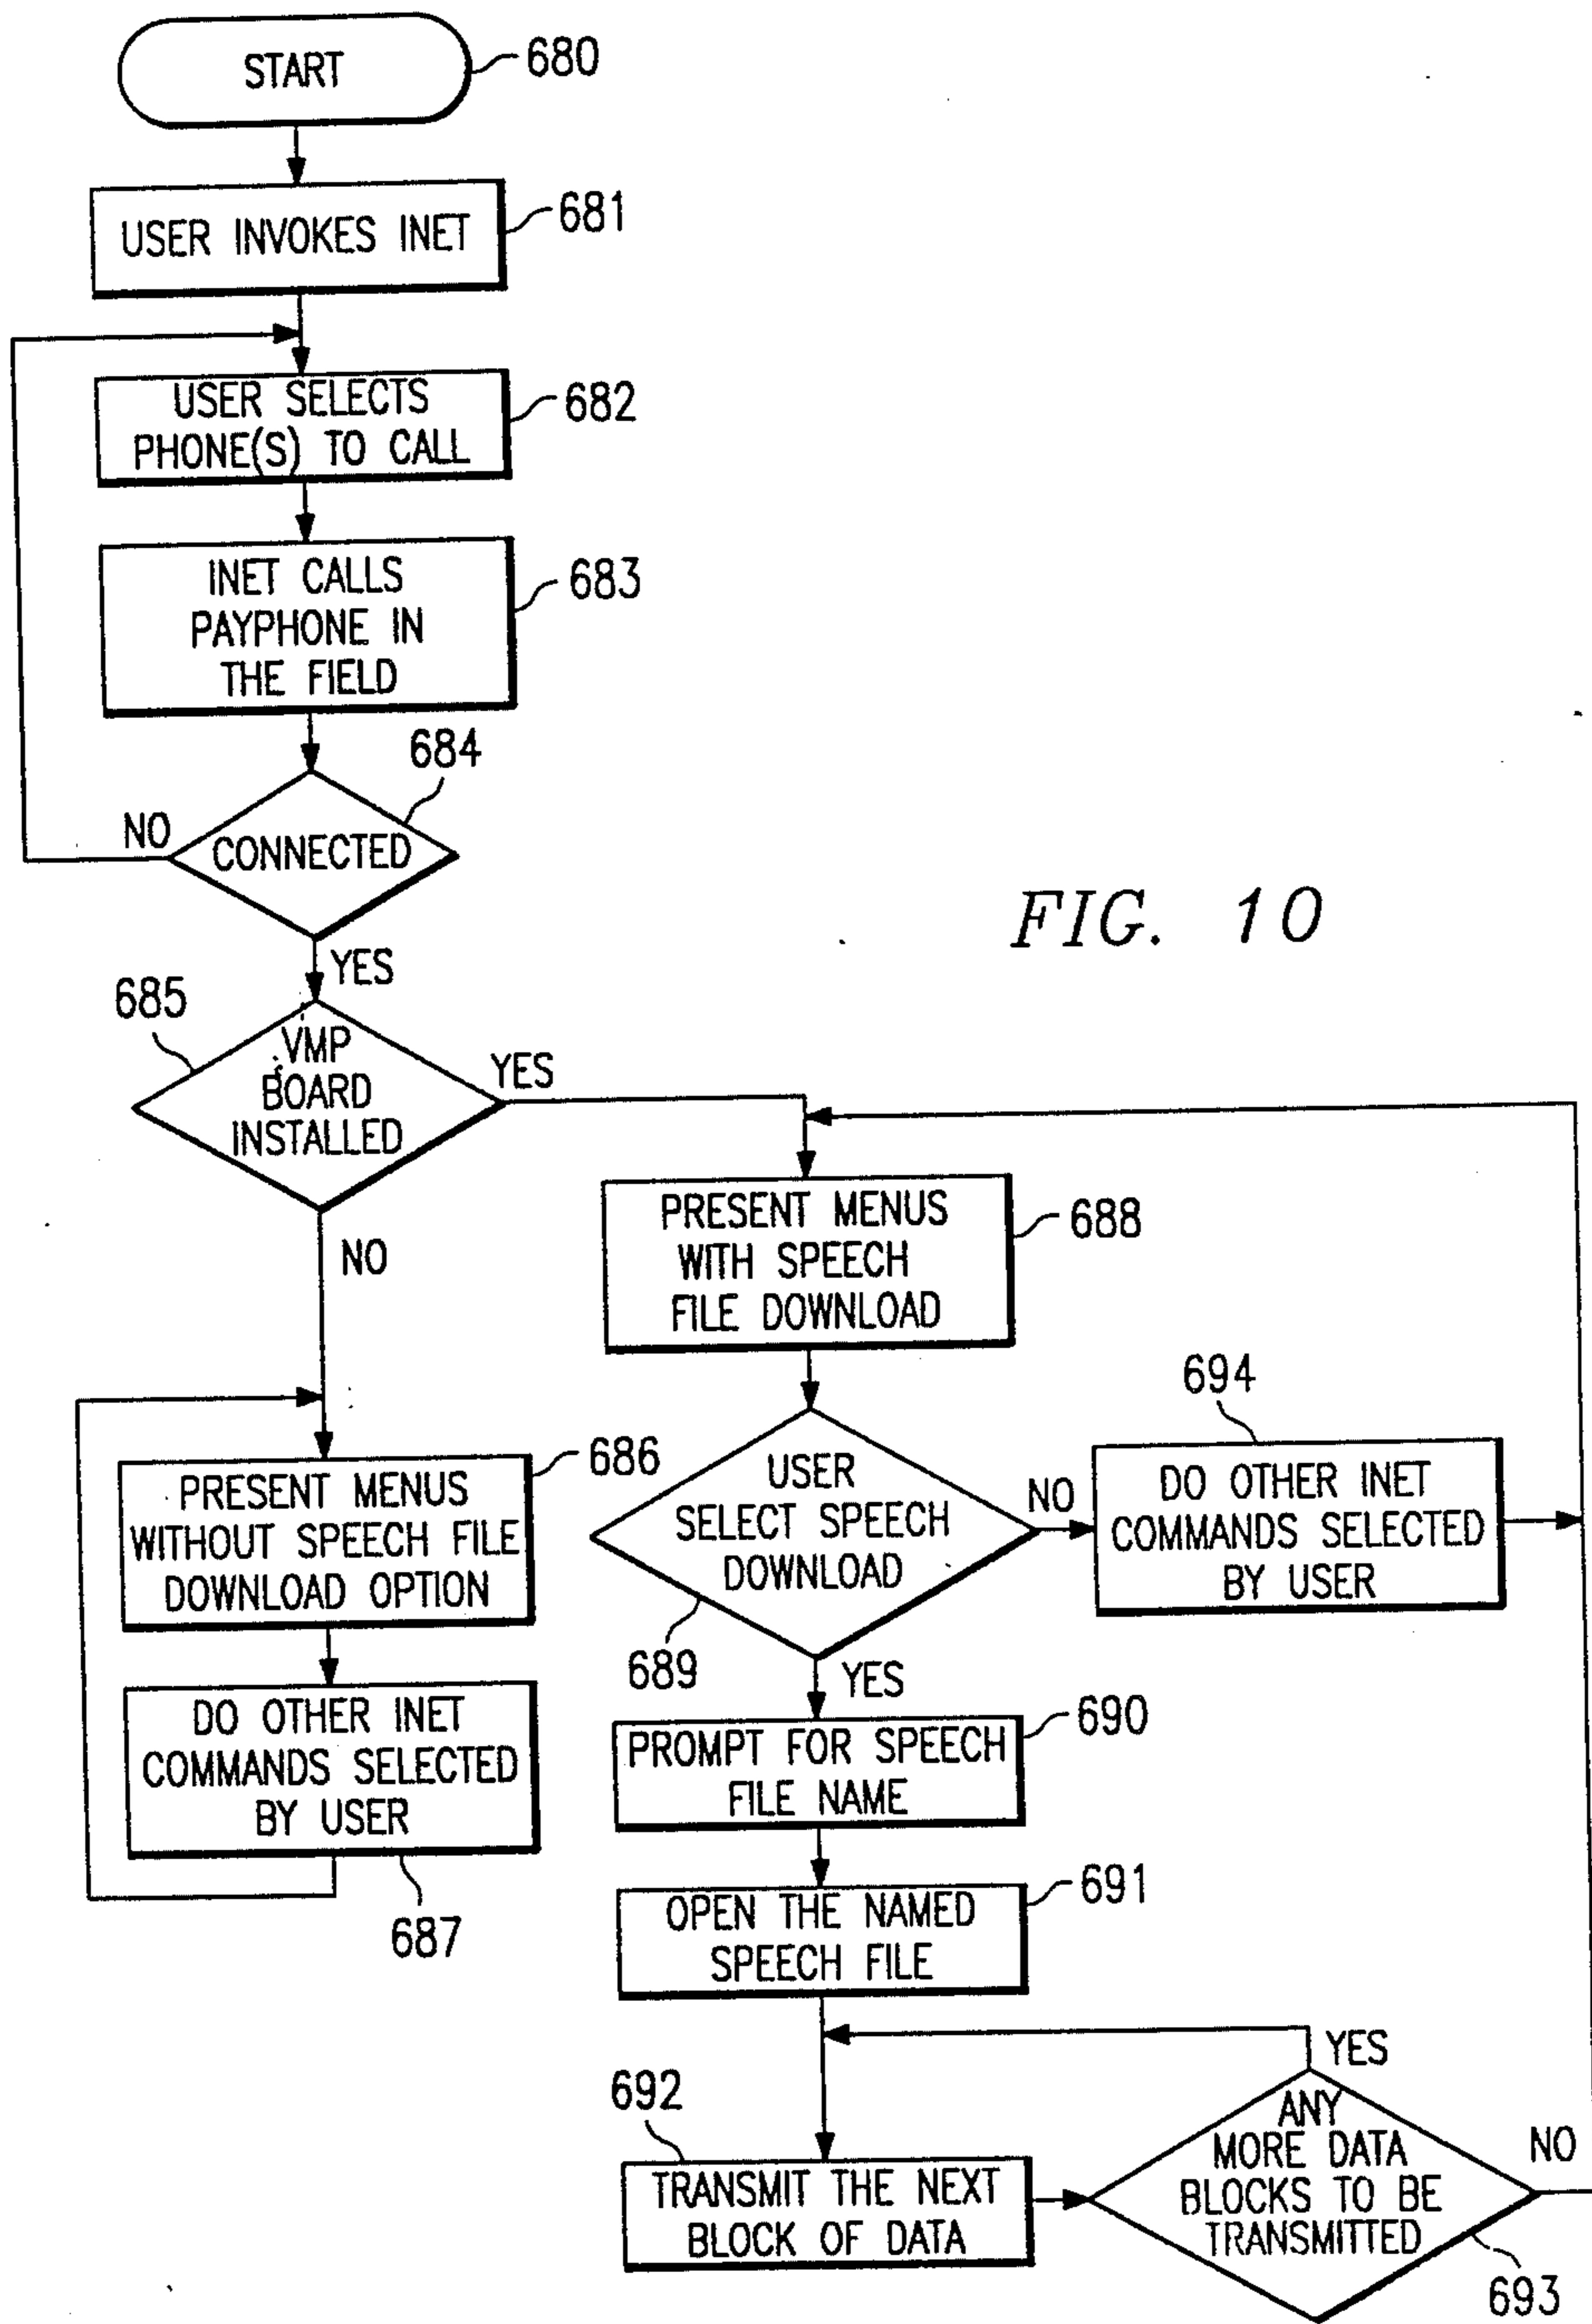 START
680
USER INVOKES INET
681
USER SELECTS
PHONE(S) TO CALL
682
INET CALLS
PAYPHONE IN
THE FIELD
683
684
NO
CONNECTED
FIG. 10
YES
685
VMP
BOARD
INSTALLED
YES
NO
PRESENT MENUS
WITH SPEECH
FILE DOWNLOAD
688
694
PRESENT MENUS
WITHOUT SPEECH FILE
DOWNLOAD OPTION
686
USER
SELECT SPEECH
DOWNLOAD
NO
DO OTHER INET
COMMANDS SELECTED
BY USER
689
YES
DO OTHER INET
COMMANDS SELECTED
BY USER
687
PROMPT FOR SPEECH
FILE NAME
690
OPEN THE NAMED
SPEECH FILE
691
YES
692
TRANSMIT THE NEXT
BLOCK OF DATA
ANY
MORE DATA
BLOCKS TO BE
TRANSMITTED
NO
693